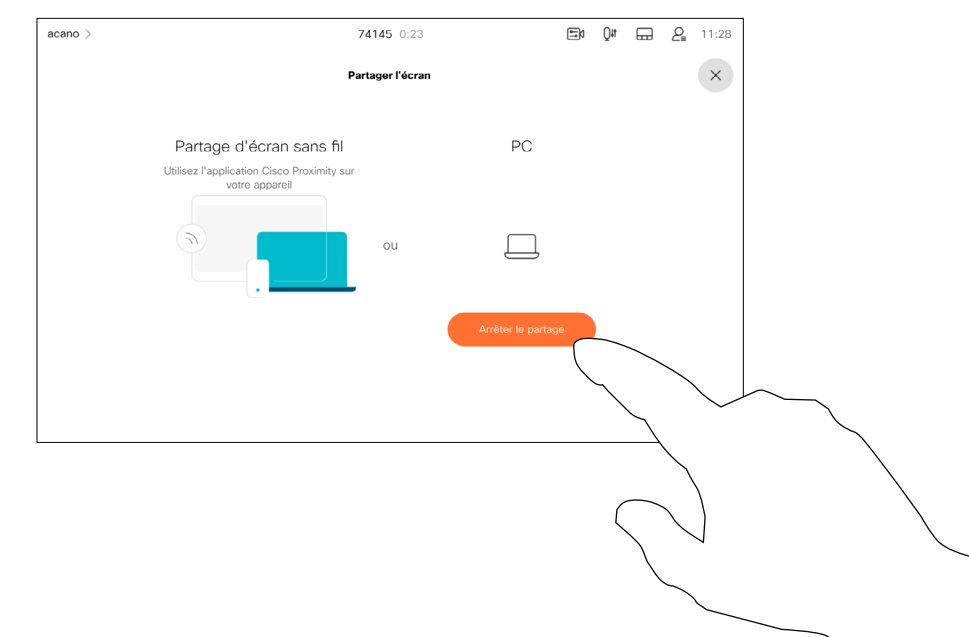 acano >
74145 0:23
11:28
Partager l'écran
Partage d'écran sans fil
Utilisez l'application Cisco Proximity sur
votre appareil
ou
PC
Arrêter le partage